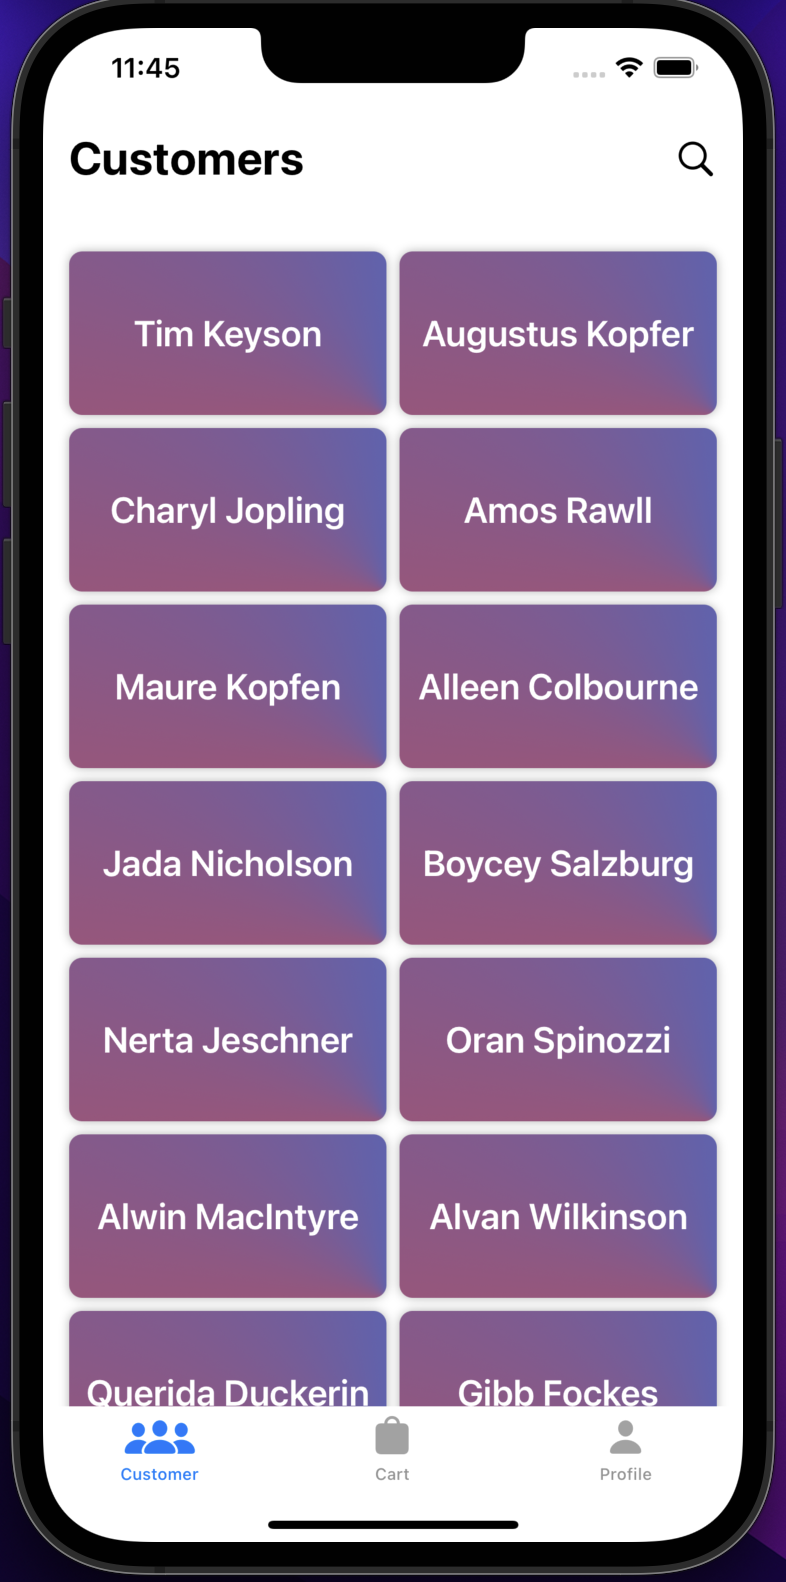 11:45
Customers
Tim Keyson
Augustus Kopfer
Charyl Jopling
Amos Rawll
Maure Kopfen
Alleen Colbourne
Jada Nicholson
Boycey Salzburg
Nerta Jeschner
Oran Spinozzi
Alwin MacIntyre
Alvan Wilkinson
Querida Duckerin
Gibb Fockes
Customer
Cart
Profile